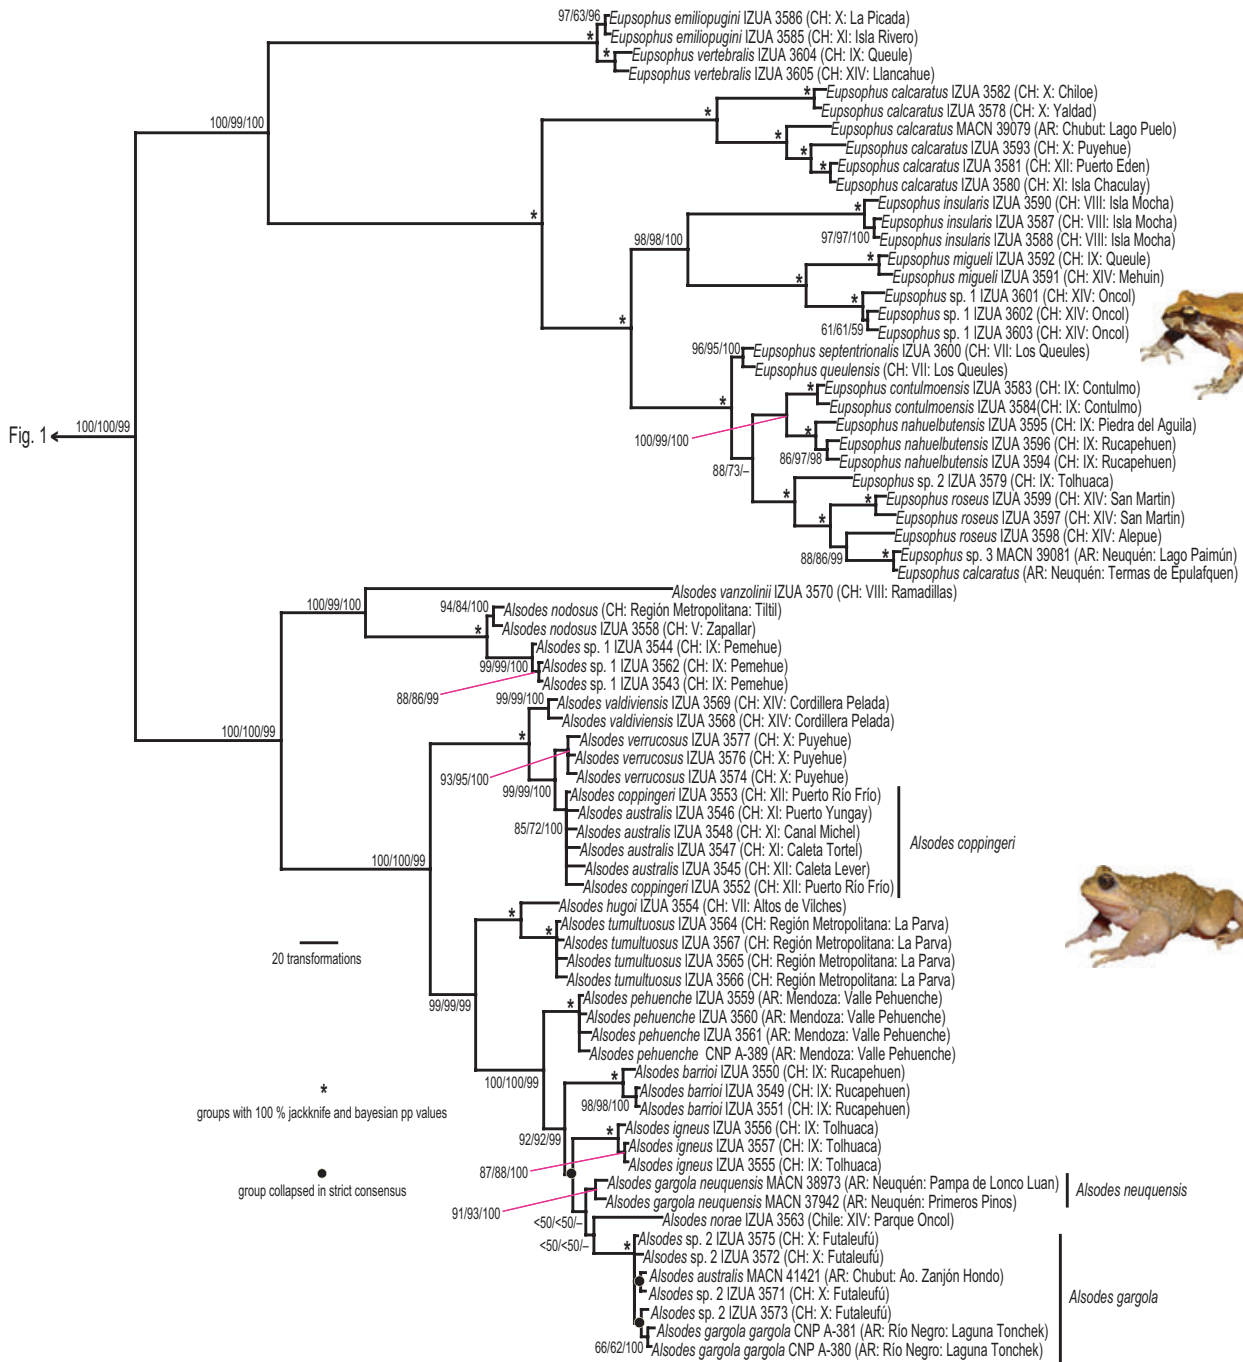 97/63/96
Eupsophus emiliopugini IZUA 3586 (CH: X: La Picada)
Eupsophus emiliopugini IZUA 3585 (CH: XI: Isla Rivero)
*
*
Eupsophus vertebralis IZUA 3604 (CH: IX: Queule)
Eupsophus vertebralis IZUA 3605 (CH: XIV: Llancahue)
100/99/100
*
Eupsophus calcaratus IZUA 3582 (CH: X: Chiloe)
Eupsophus calcaratus IZUA 3578 (CH: X: Yaldad)
*
*
Eupsophus calcaratus MACN 39079 (AR: Chubut: Lago Puelo)
*
Eupsophus calcaratus IZUA 3593 (CH: X: Puyehue)
*
Eupsophus calcaratus IZUA 3581 (CH: XII: Puerto Eden)
Eupsophus calcaratus IZUA 3580 (CH: XI: Isla Chaculay)
*
*
Eupsophus insularis IZUA 3590 (CH: VIII: Isla Mocha)
Eupsophus insularis IZUA 3587 (CH: VIII: Isla Mocha)
98/98/100
97/97/100
Eupsophus insularis IZUA 3588 (CH: VIII: Isla Mocha)
*
Eupsophus migueli IZUA 3592 (CH: IX: Queule)
Eupsophus migueli IZUA 3591 (CH: XIV: Mehuin)
*
*
Eupsophus sp. 1 IZUA 3601 (CH: XIV: Oncol)
Eupsophus sp. 1 IZUA 3602 (CH: XIV: Oncol)
61/61/59
Eupsophus sp. 1 IZUA 3603 (CH: XIV: Oncol)
*
96/95/100
Eupsophus septentrionalis IZUA 3600 (CH: VII: Los Queules)
Eupsophus queulensis (CH: VII: Los Queules)
*
*
Eupsophus contulmoensis IZUA 3583 (CH: IX: Contulmo)
Eupsophus contulmoensis IZUA 3584(CH: IX: Contulmo)
100/99/100
*
Eupsophus nahuelbutensis IZUA 3595 (CH: IX: Piedra del Aguila)
Eupsophus nahuelbutensis IZUA 3596 (CH: IX: Rucapehuen)
86/97/98
Eupsophus nahuelbutensis IZUA 3594 (CH: IX: Rucapehuen)
Fig. 1
100/100/99
88/73/–
Eupsophus sp. 2 IZUA 3579 (CH: IX: Tolhuaca)
*
*
Eupsophus roseus IZUA 3599 (CH: XIV: San Martin)
*
Eupsophus roseus IZUA 3597 (CH: XIV: San Martin)
Eupsophus roseus IZUA 3598 (CH: XIV: Alepue)
88/86/99
*
Eupsophus sp. 3 MACN 39081 (AR: Neuquén: Lago Paimún)
Eupsophus calcaratus (AR: Neuquén: Termas de Epulafquen)
100/99/100
Alsodes vanzolinii IZUA 3570 (CH: VIII: Ramadillas)
94/84/100
Alsodes nodosus (CH: Región Metropolitana: Tiltil)
*
Alsodes nodosus IZUA 3558 (CH: V: Zapallar)
Alsodes sp. 1 IZUA 3544 (CH: IX: Pemehue)
99/99/100
Alsodes sp. 1 IZUA 3562 (CH: IX: Pemehue)
Alsodes sp. 1 IZUA 3543 (CH: IX: Pemehue)
88/86/99
100/100/99
99/99/100
Alsodes valdiviensis IZUA 3569 (CH: XIV: Cordillera Pelada)
Alsodes valdiviensis IZUA 3568 (CH: XIV: Cordillera Pelada)
*
Alsodes verrucosus IZUA 3577 (CH: X: Puyehue)
Alsodes verrucosus IZUA 3576 (CH: X: Puyehue)
Alsodes verrucosus IZUA 3574 (CH: X: Puyehue)
93/95/100
99/99/100
Alsodes coppingeri IZUA 3553 (CH: XII: Puerto Río Frío)
Alsodes australis IZUA 3546 (CH: XI: Puerto Yungay)
85/72/100
Alsodes australis IZUA 3548 (CH: XI: Canal Michel)
Alsodes coppingeri
Alsodes australis IZUA 3547 (CH: XI: Caleta Tortel)
Alsodes australis IZUA 3545 (CH: XII: Caleta Lever)
Alsodes coppingeri IZUA 3552 (CH: XII: Puerto Río Frío)
100/100/99
*
Alsodes hugoi IZUA 3554 (CH: VII: Altos de Vilches)
*
Alsodes tumultuosus IZUA 3564 (CH: Región Metropolitana: La Parva)
Alsodes tumultuosus IZUA 3567 (CH: Región Metropolitana: La Parva)
Alsodes tumultuosus IZUA 3565 (CH: Región Metropolitana: La Parva)
Alsodes tumultuosus IZUA 3566 (CH: Región Metropolitana: La Parva)
20 transformations
99/99/99
*
Alsodes pehuenche IZUA 3559 (AR: Mendoza: Valle Pehuenche)
Alsodes pehuenche IZUA 3560 (AR: Mendoza: Valle Pehuenche)
Alsodes pehuenche IZUA 3561 (AR: Mendoza: Valle Pehuenche)
Alsodes pehuenche CNP A-389 (AR: Mendoza: Valle Pehuenche)
100/100/99
*
Alsodes barrioi IZUA 3550 (CH: IX: Rucapehuen)
Alsodes barrioi IZUA 3549 (CH: IX: Rucapehuen)
98/98/100
Alsodes barrioi IZUA 3551 (CH: IX: Rucapehuen)
*
groups with 100 % jackknife and bayesian pp values
92/92/99
*
Alsodes igneus IZUA 3556 (CH: IX: Tolhuaca)
Alsodes igneus IZUA 3557 (CH: IX: Tolhuaca)
Alsodes igneus IZUA 3555 (CH: IX: Tolhuaca)
87/88/100
group collapsed in strict consensus
Alsodes gargola neuquensis MACN 38973 (AR: Neuquén: Pampa de Lonco Luan)
Alsodes gargola neuquensis MACN 37942 (AR: Neuquén: Primeros Pinos)
Alsodes neuquensis
91/93/100
<50/<50/–
Alsodes norae IZUA 3563 (Chile: XIV: Parque Oncol)
<50/<50/–
*
Alsodes sp. 2 IZUA 3575 (CH: X: Futaleufú)
Alsodes sp. 2 IZUA 3572 (CH: X: Futaleufú)
Alsodes australis MACN 41421 (AR: Chubut: Ao. Zanjón Hondo)
Alsodes sp. 2 IZUA 3571 (CH: X: Futaleufú)
Alsodes gargola
Alsodes sp. 2 IZUA 3573 (CH: X: Futaleufú)
Alsodes gargola gargola CNP A-381 (AR: Río Negro: Laguna Tonchek)
66/62/100
Alsodes gargola gargola CNP A-380 (AR: Río Negro: Laguna Tonchek)